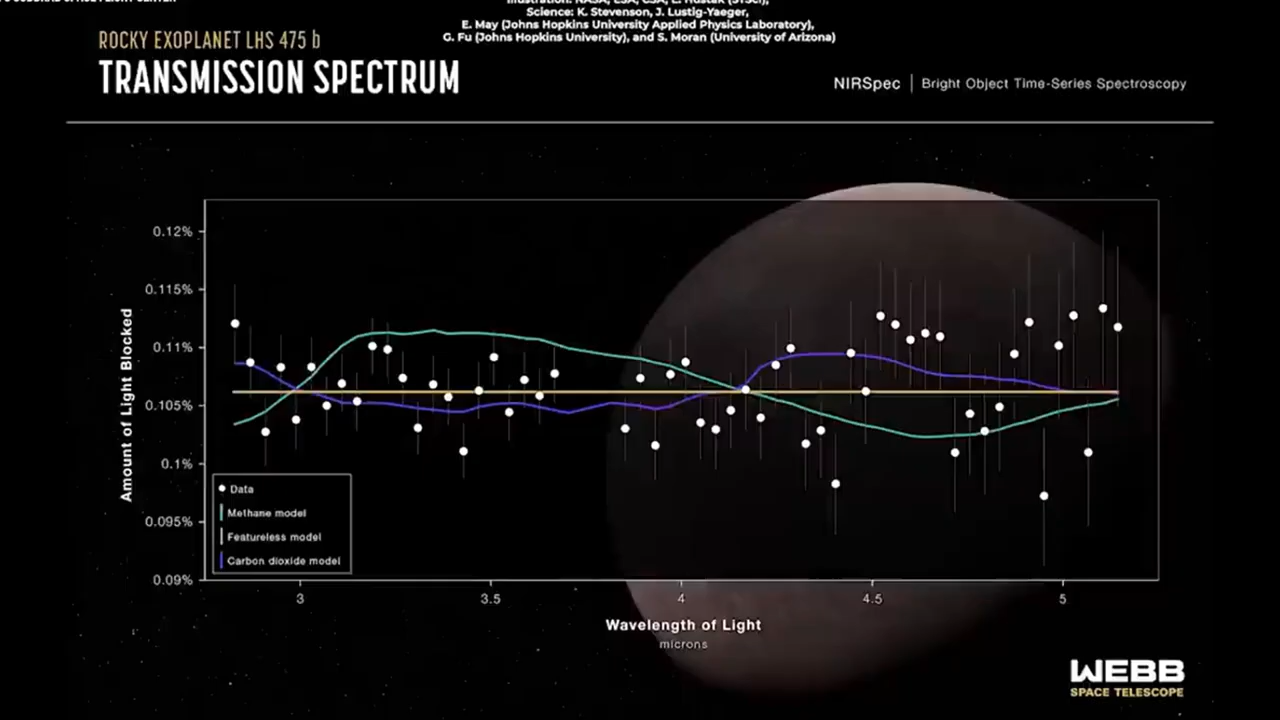 Science: K. Stevenson, J. Lustig-Yaeger,
E. May (Johns Hopkins University Applied Physics Laboratory),
G. Fu (Johns Hopkins University), and S. Moran (University of Arizona)
ROCKY EXOPLANET LHS 475 b
TRANSMISSION SPECTRUM
NIRSpec | Bright Object Time-Series Spectroscopy
Amount of Light Blocked
0.12%
0.115%
0.11%
0.105%
0.1%
0.095%
0.09%
Data
Methane model
Featureless model
Carbon dioxide model
3
3.5
4
4.5
5
Wavelength of Light
microns
WEBB
SPACE TELESCOPE